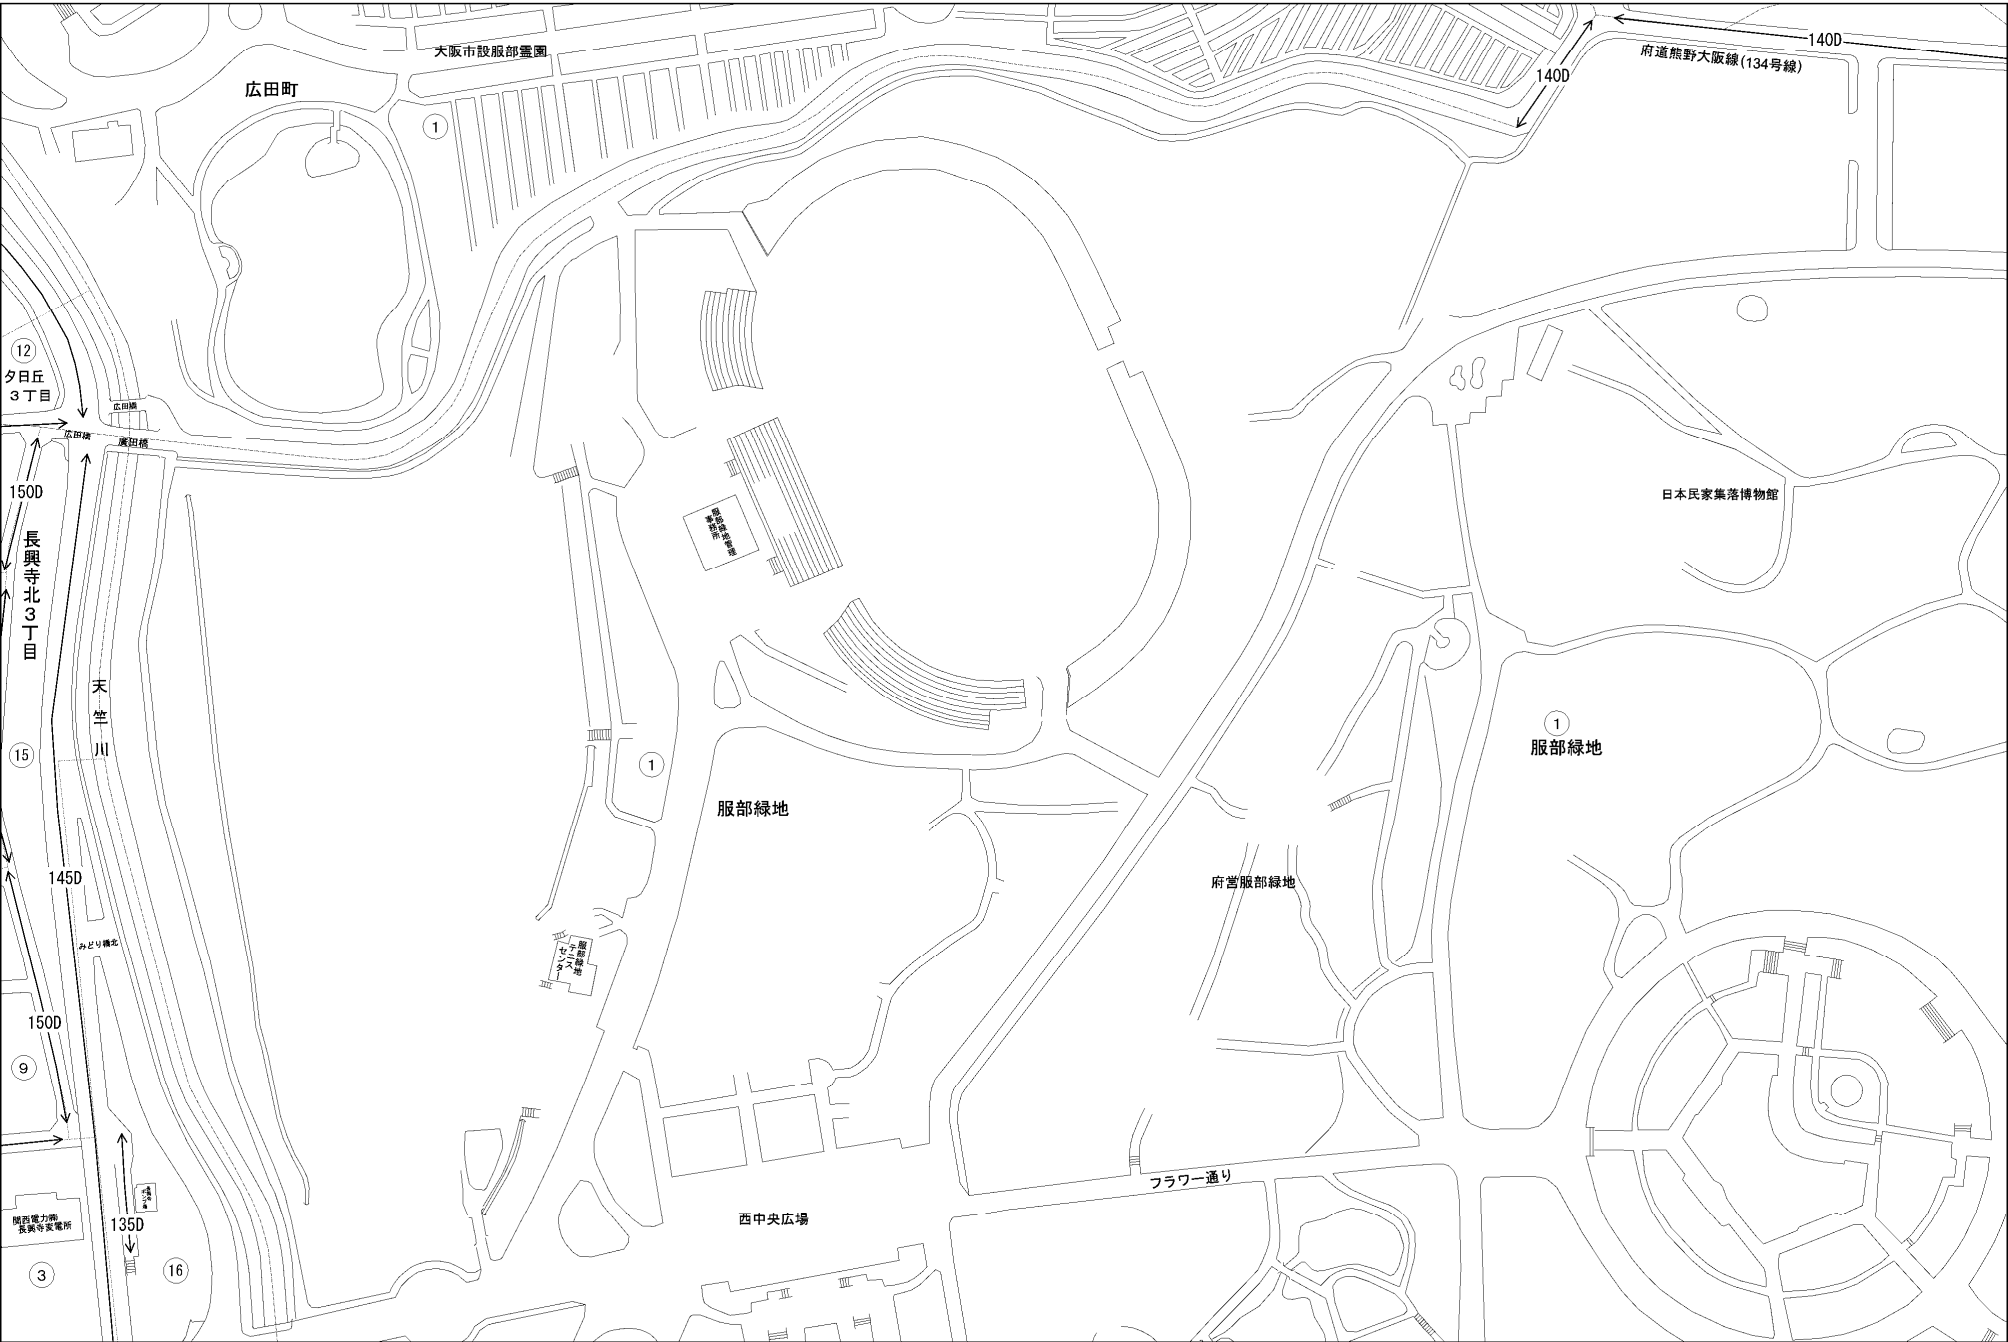 大阪市設服部霊園
140D
府道熊野大阪線(134号線)
140D
広田町
1
12
夕日丘
3丁目
広田橋
広田橋
廣田橋
150D
日本民家集落博物館
服部緑地管理
事務所
長興寺北3丁目
天竺川
1
服部緑地
15
1
服部緑地
145D
府営服部緑地
みどり橋北
服部緑地
テニス
センター
150D
9
フラワー通り
西中央広場
関西電力㈱
長興寺変電所
135D
3
16